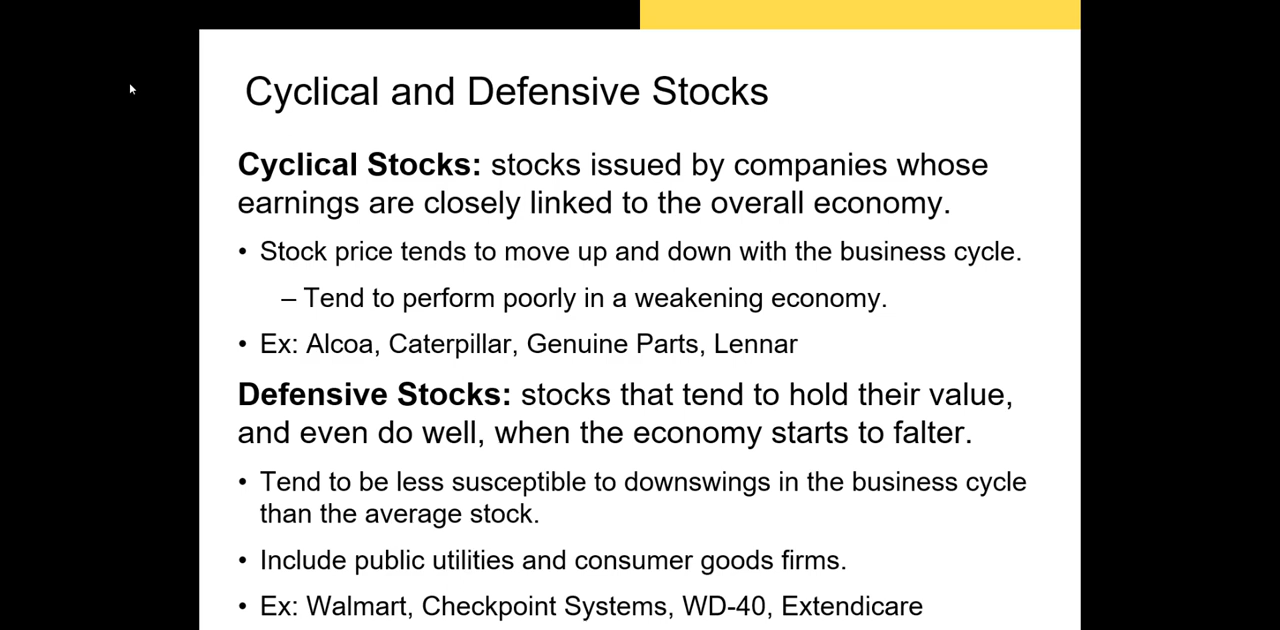 Cyclical and Defensive Stocks
Cyclical Stocks: stocks issued by companies whose
earnings are closely linked to the overall economy.
• Stock price tends to move up and down with the business cycle.
– Tend to perform poorly in a weakening economy.
• Ex: Alcoa, Caterpillar, Genuine Parts, Lennar
Defensive Stocks: stocks that tend to hold their value,
and even do well, when the economy starts to falter.
• Tend to be less susceptible to downswings in the business cycle
than the average stock.
• Include public utilities and consumer goods firms.
• Ex: Walmart, Checkpoint Systems, WD-40, Extendicare